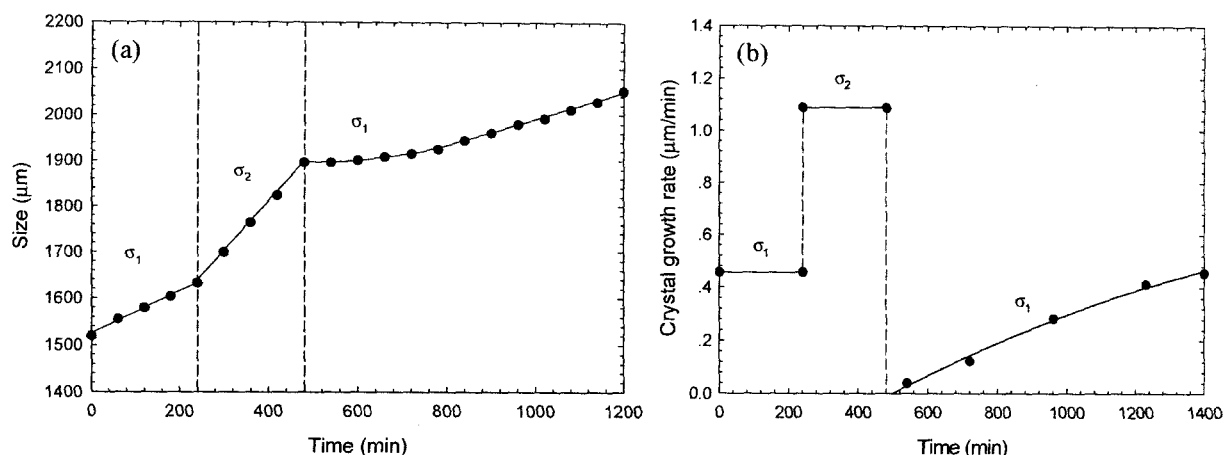 (a)
2200
2100
2000
1900
1800
1700
1600
1500
1400
Size (μm)
σ1
σ2
σ1
0 200 400 600 800 1000 1200
Time (min)
(b)
1.4
1.2
1.0
.8
.6
.4
.2
0.0
Crystal growth rate (μm/min)
σ1
σ2
σ1
0 200 400 600 800 1000 1200 1400
Time (min)